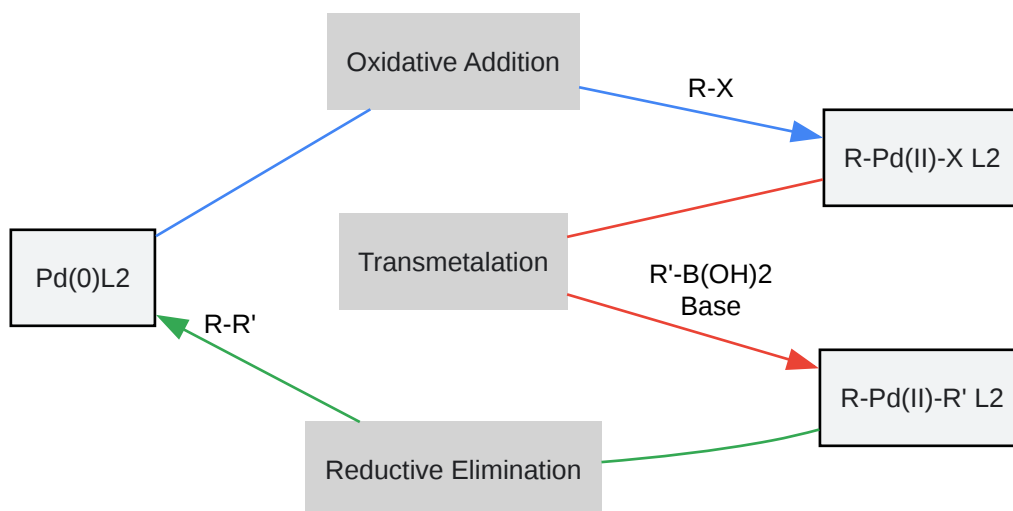 Oxidative Addition
R-X
R-Pd(II)-X L2
Transmetalation
R'-B(OH)2
Base
Pd(0)L2
R-R'
R-Pd(II)-R' L2
Reductive Elimination